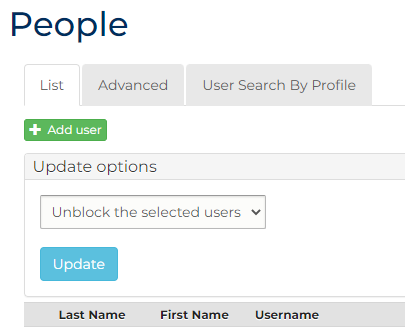 People
List Advanced User Search By Profile
Add user
Update options
Unblock the selected users
Update
Last Name First Name Username